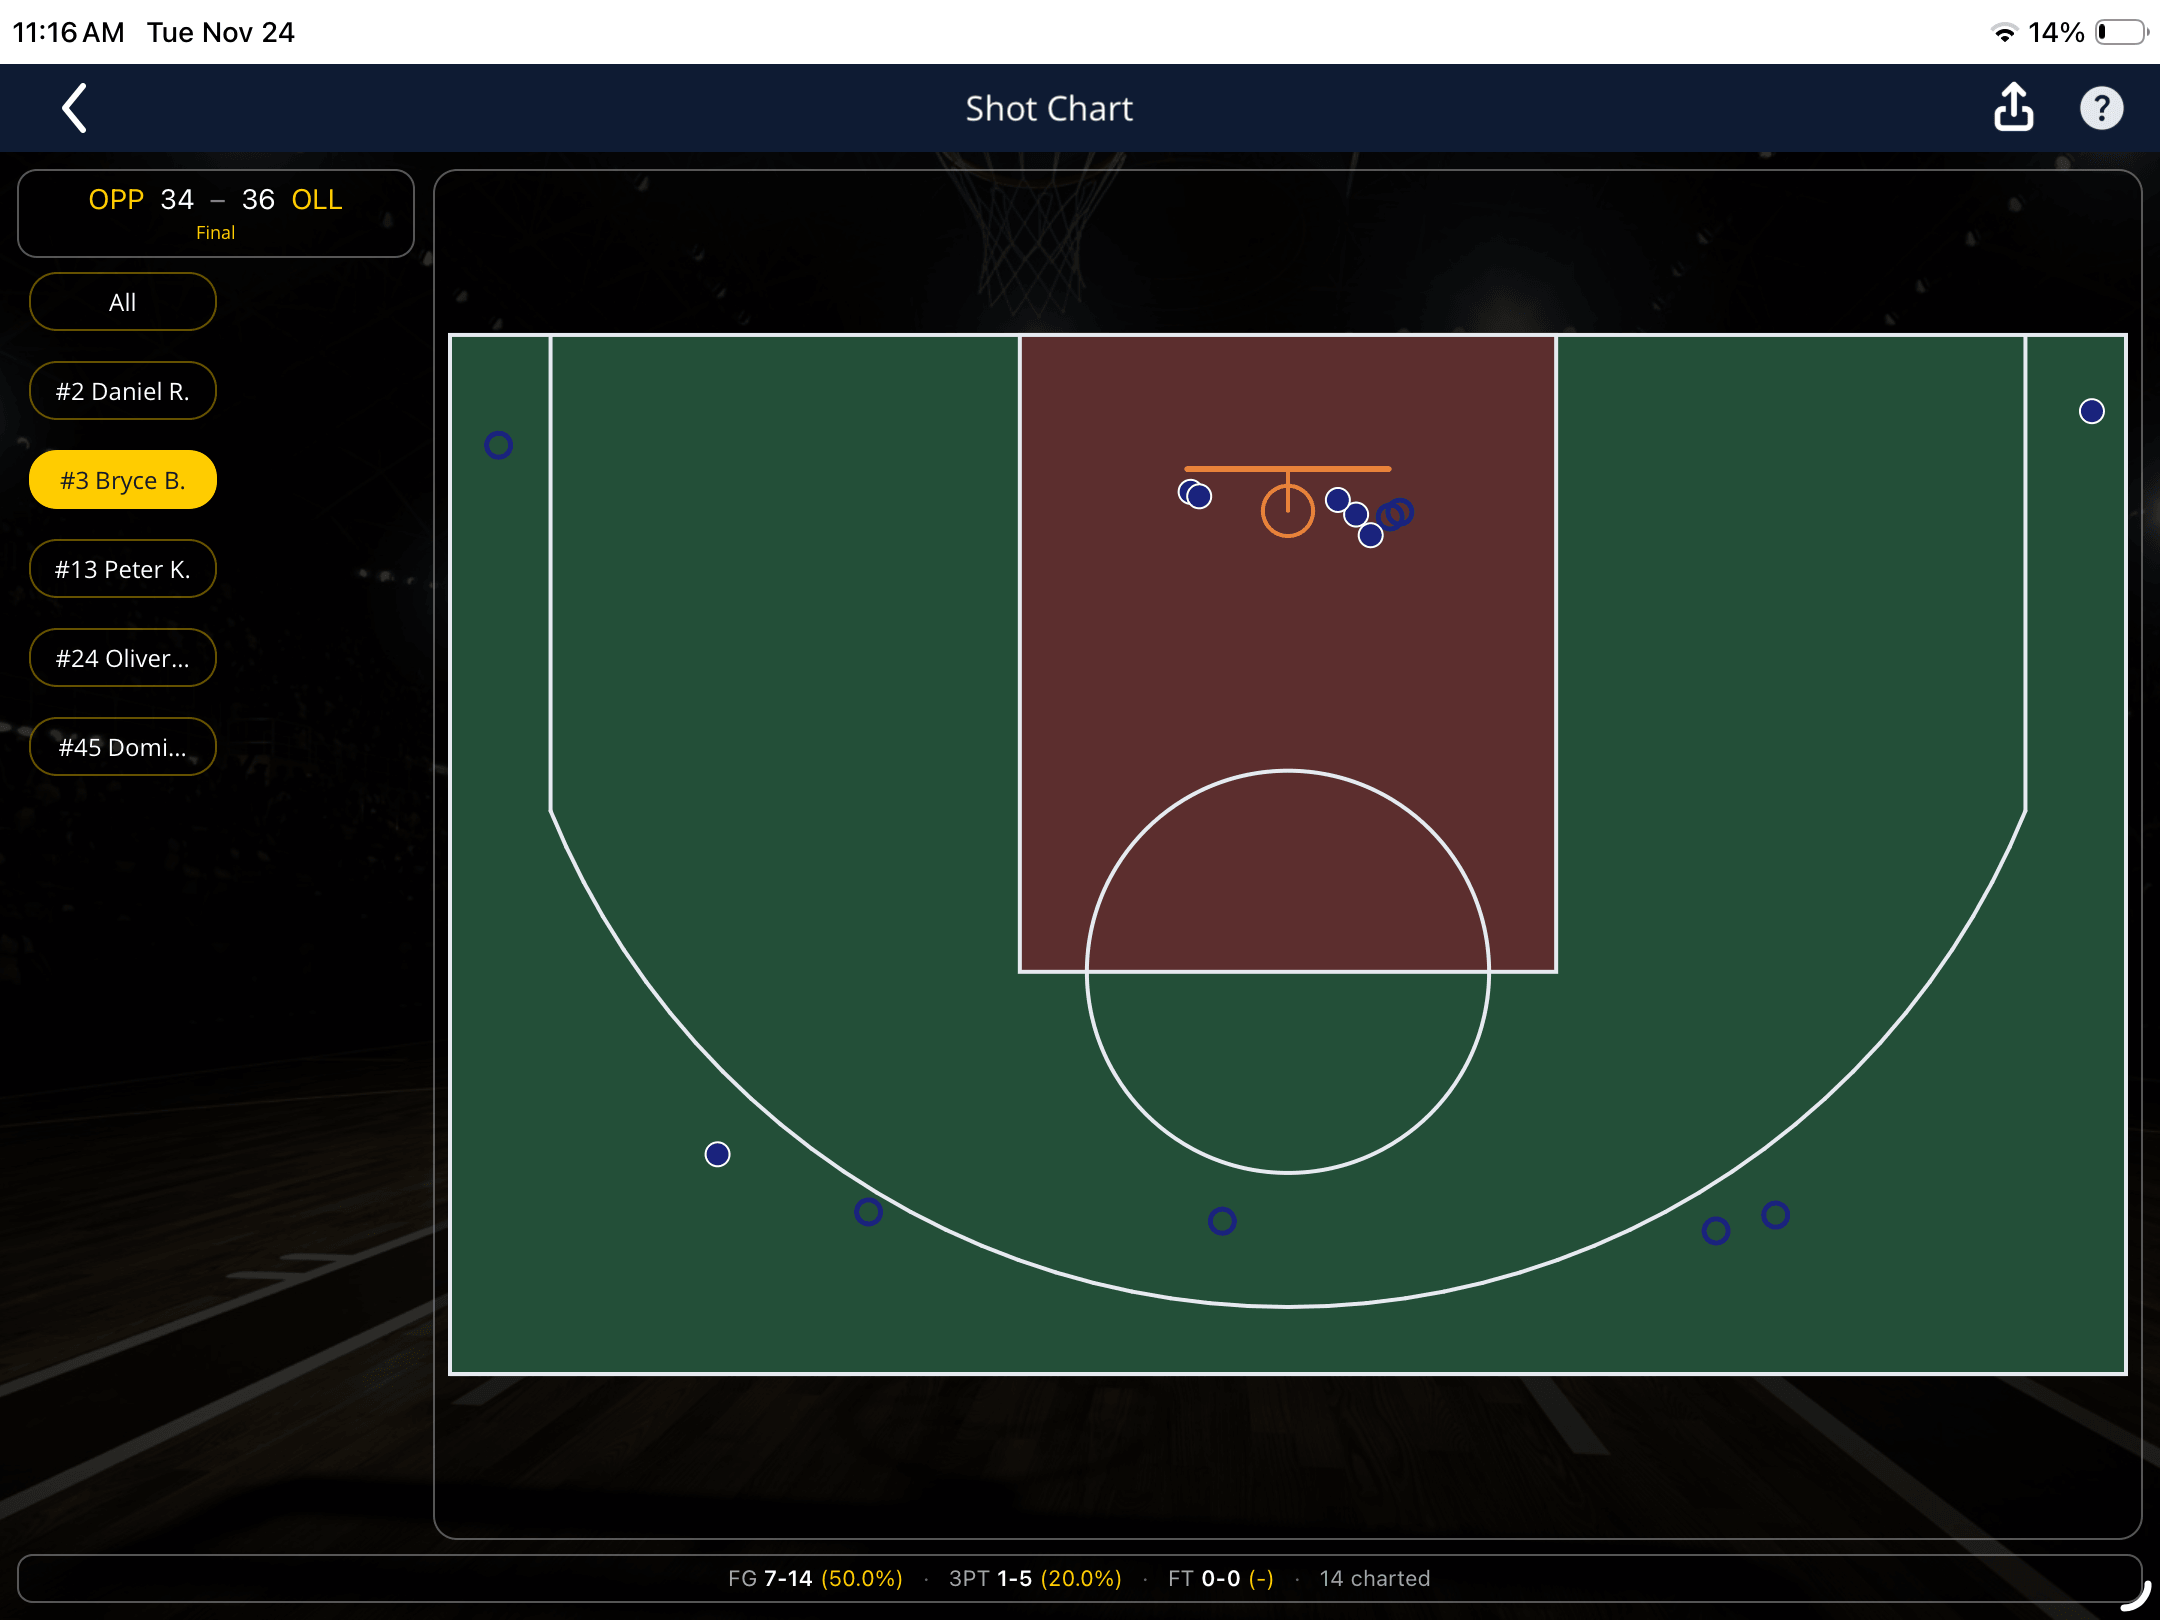 11:16 AM Tue Nov 24
14%
Shot Chart
?
OPP 34 – 36 OLL
Final
All
#2 Daniel R.
#3 Bryce B.
#13 Peter K.
#24 Oliver...
#45 Domi...
FG 7-14 (50.0%) · 3PT 1-5 (20.0%) · FT 0-0 (-) · 14 charted